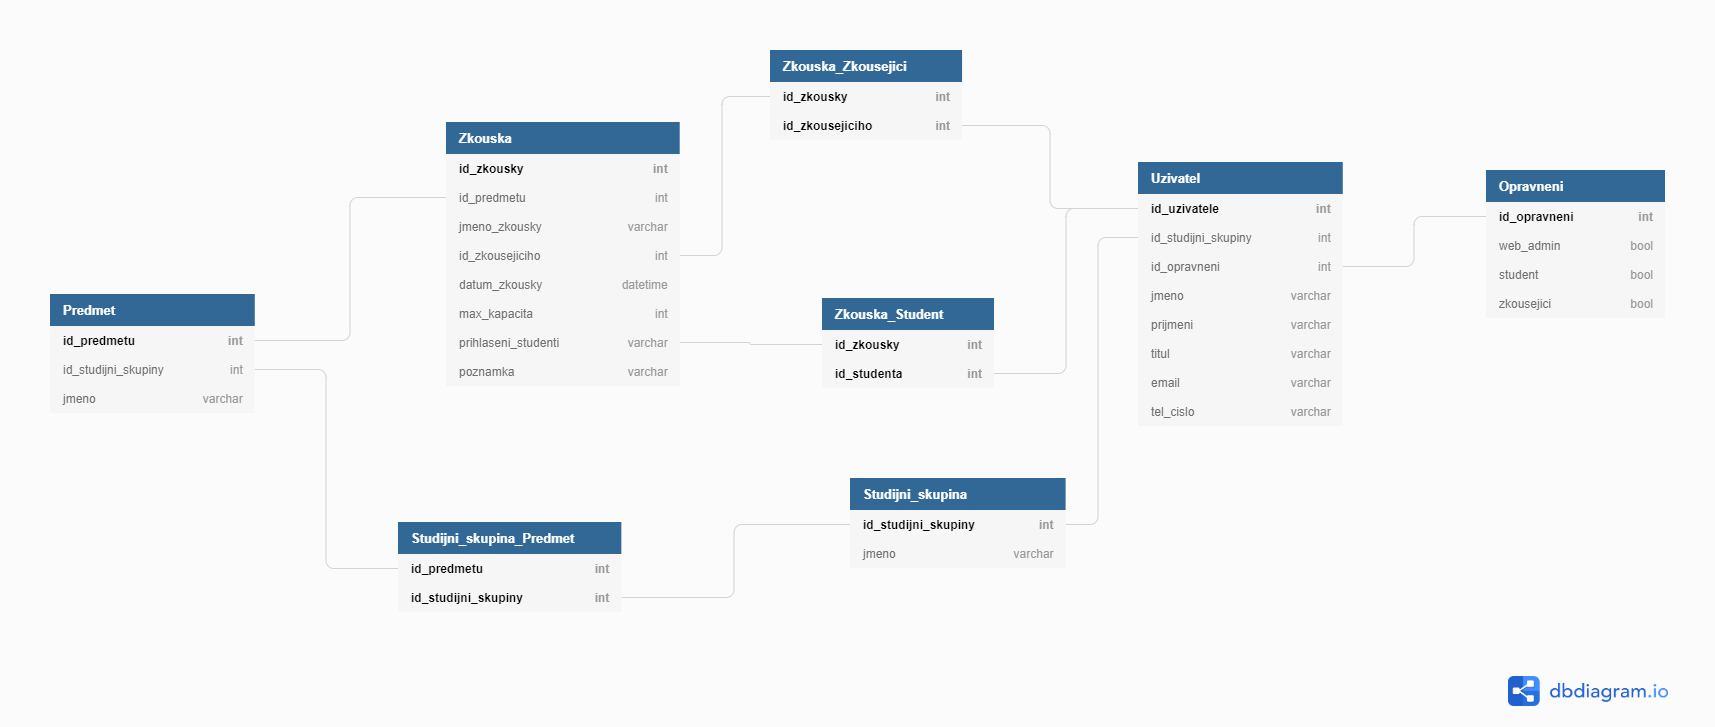 Predmet
id_predmetu int
id_studijni_skupiny int
jmeno varchar
Zkouska
id_zkousky int
id_predmetu int
jmeno_zkousky varchar
id_zkousejiciho int
datum_zkousky datetime
max_kapacita int
prihlaseni_studenti varchar
poznamka varchar
Zkouska_Zkousejici
id_zkousky int
id_zkousejiciho int
Zkouska_Student
id_zkousky int
id_studenta int
Studijni_skupina_Predmet
id_predmetu int
id_studijni_skupiny int
Studijni_skupina
id_studijni_skupiny int
jmeno varchar
Uzivatel
id_uzivatele int
id_studijni_skupiny int
id_opravneni int
jmeno varchar
prijmeni varchar
titul varchar
email varchar
tel_cislo varchar
Opravneni
id_opravneni int
web_admin bool
student bool
zkousejici bool
dbdiagram.io